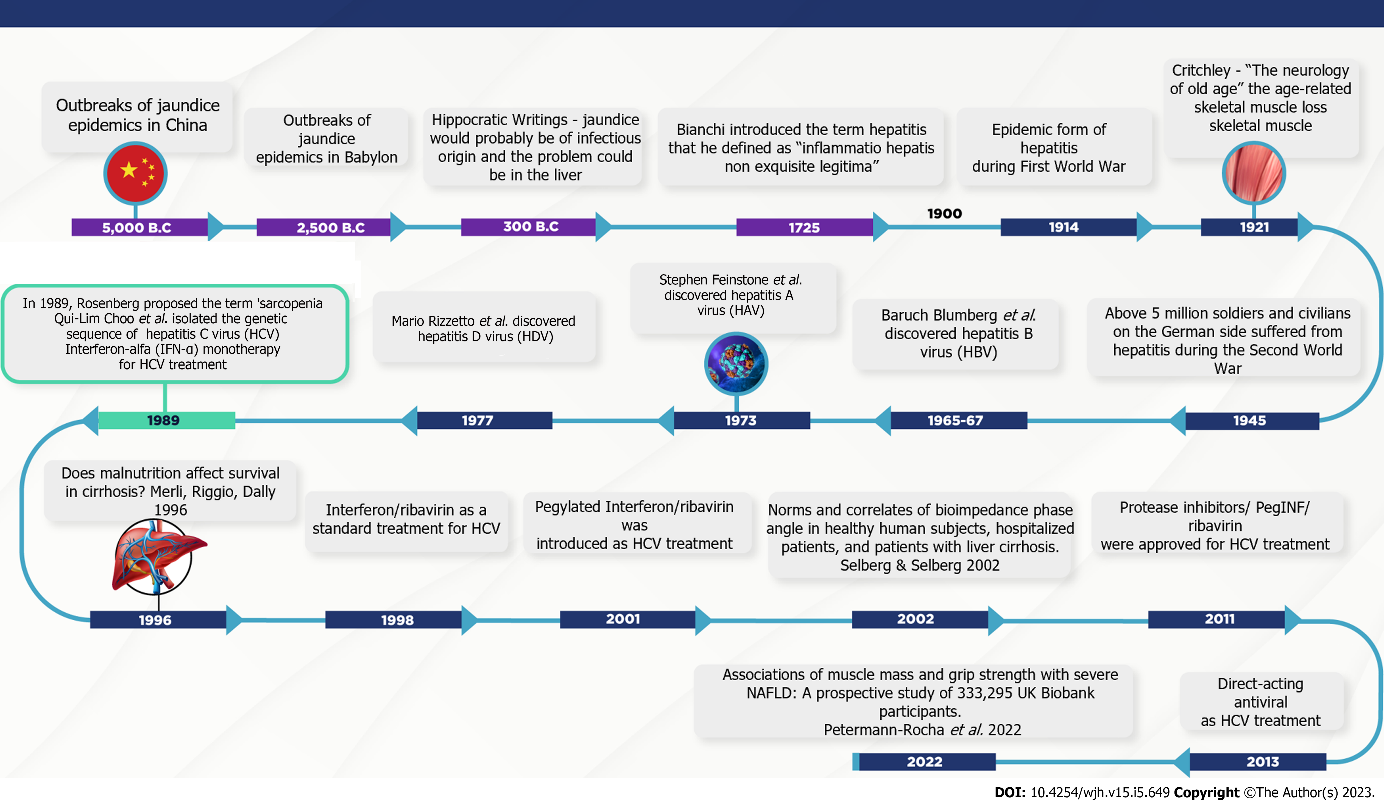 Outbreaks of jaundice
epidemics in China
5,000 B.C
Outbreaks of
jaundice
epidemics in Babylon
2,500 B.C
Hippocratic Writings - jaundice
would probably be of infectious
origin and the problem could
be in the liver
300 B.C
Bianchi introduced the term hepatitis
that he defined as “inflammatio hepatis
non exquisite legitima”
1725
1900
Epidemic form of
hepatitis
during First World War
1914
Critchley - “The neurology
of old age” the age-related
skeletal muscle loss
skeletal muscle
1921
Above 5 million soldiers and civilians
on the German side suffered from
hepatitis during the Second World
War
1945
Baruch Blumberg et al.
discovered hepatitis B
virus (HBV)
1965-67
Stephen Feinstone et al.
discovered hepatitis A
virus (HAV)
1973
Mario Rizzetto et al. discovered
hepatitis D virus (HDV)
1977
In 1989, Rosenberg proposed the term 'sarcopenia
Qui-Lim Choo et al. isolated the genetic
sequence of hepatitis C virus (HCV)
Interferon-alfa (IFN-α) monotherapy
for HCV treatment
1989
Does malnutrition affect survival
in cirrhosis? Merli, Riggio, Dally
1996
1996
Interferon/ribavirin as a
standard treatment for HCV
1998
Pegylated Interferon/ribavirin
was
introduced as HCV treatment
2001
Norms and correlates of bioimpedance phase
angle in healthy human subjects, hospitalized
patients, and patients with liver cirrhosis.
Selberg & Selberg 2002
2002
Protease inhibitors/ PegINF/
ribavirin
were approved for HCV treatment
2011
Direct-acting
antiviral
as HCV treatment
2013
Associations of muscle mass and grip strength with severe
NAFLD: A prospective study of 333,295 UK Biobank
participants.
Petermann-Rocha et al. 2022
2022
DOI: 10.4254/wjh.v15.i5.649 Copyright ©The Author(s) 2023.